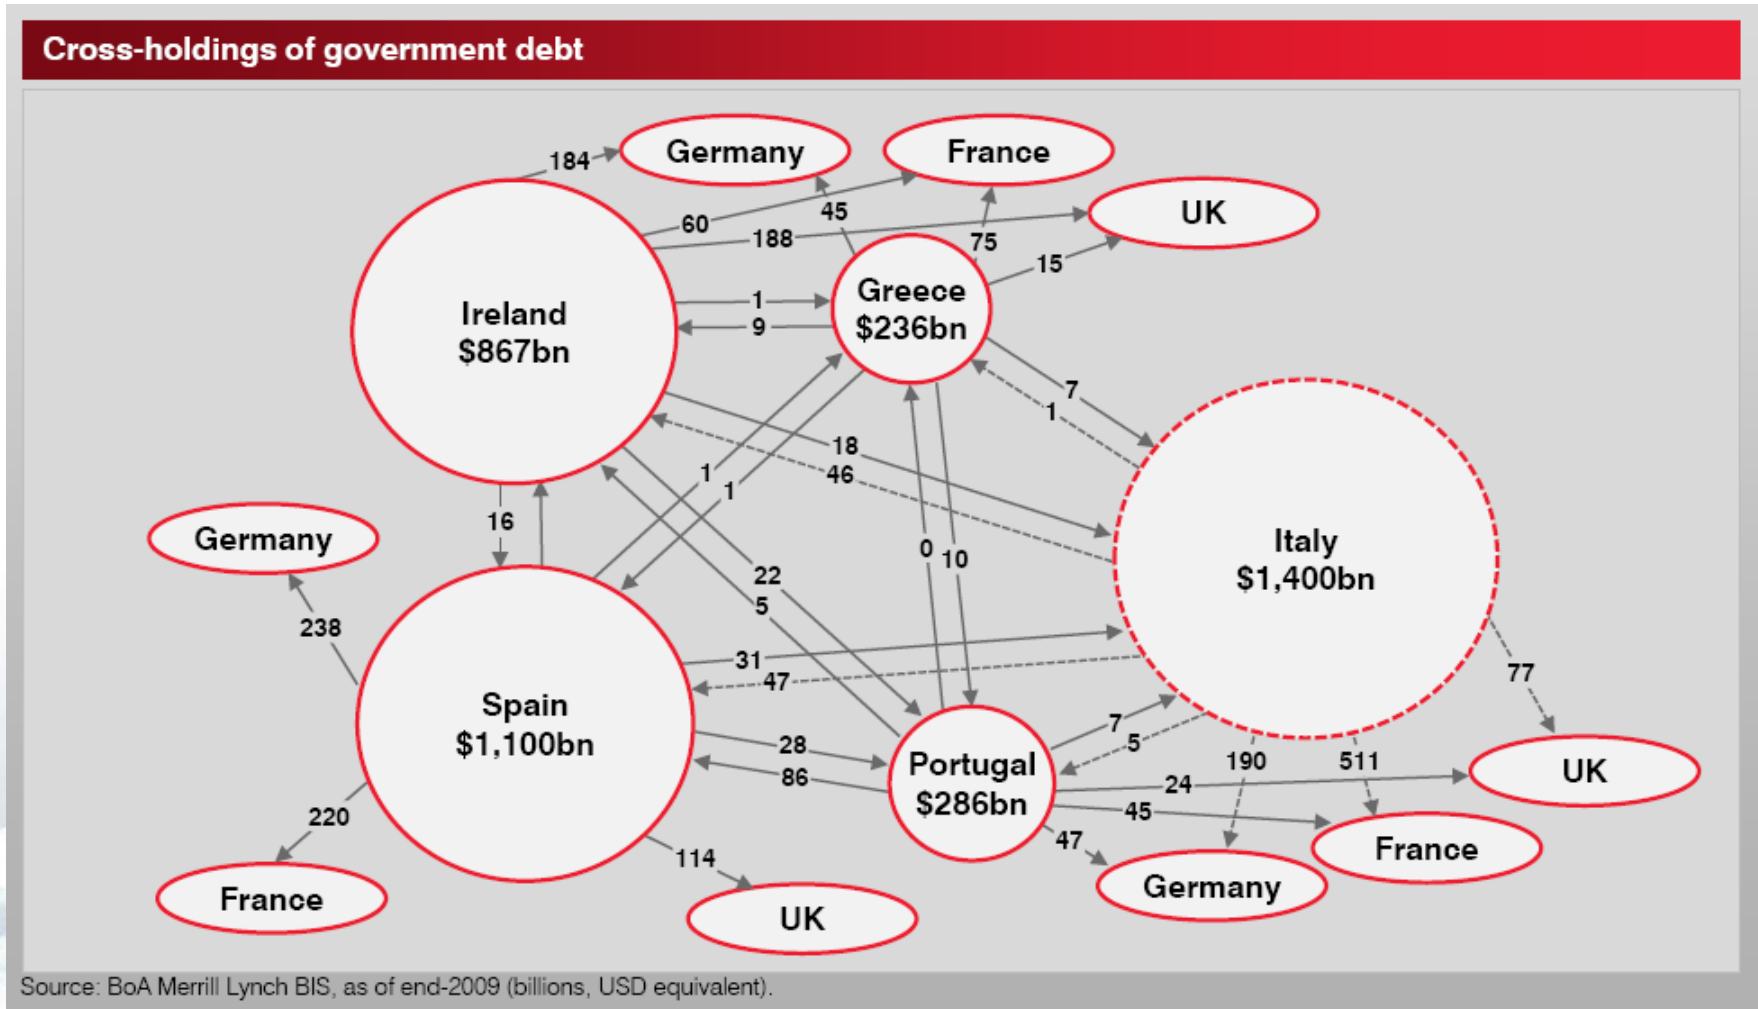 Cross-holdings of government debt
184
Germany
France
60
45
UK
188
75
15
Ireland
$867bn
1
9
Greece
$236bn
7
1
18
46
1
1
16
0
10
Italy
$1,400bn
Germany
238
22
5
31
47
77
Spain
$1,100bn
28
86
7
5
190
511
Portugal
$286bn
24
45
47
UK
220
114
France
Germany
France
UK
Source: BoA Merrill Lynch BIS, as of end-2009 (billions, USD equivalent).